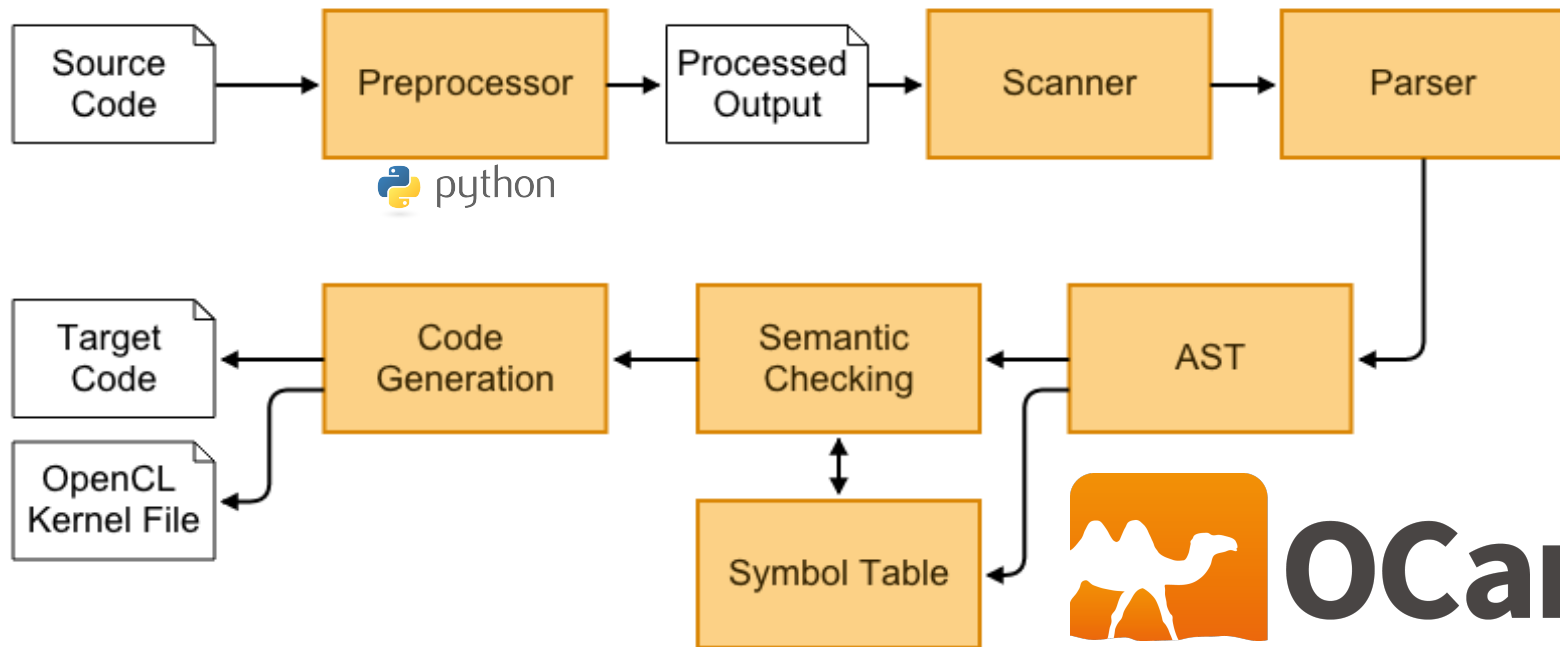 Source
Code
Preprocessor
Processed
Output
Scanner
Parser
python
Target
Code
Code
Generation
Semantic
Checking
AST
OpenCL
Kernel File
Symbol Table